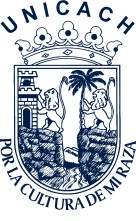 UNICACH
POR LA CULTURA DE MI RAZA